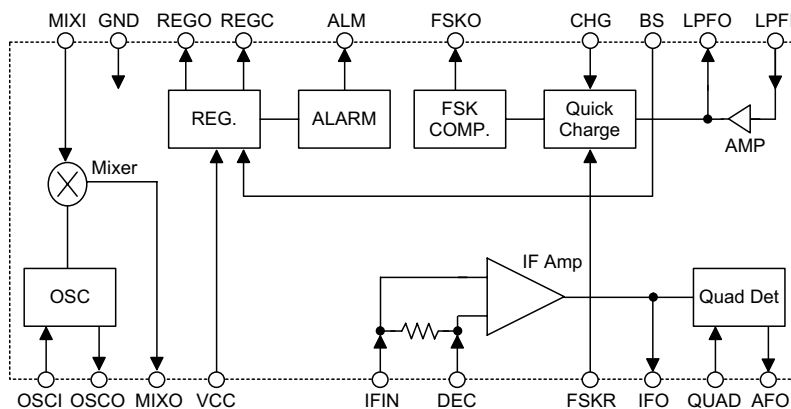 MIXI GND REGO REGC ALM FSKO CHG BS LPFO LPFI
REG.
ALARM
FSK
COMP.
Quick
Charge
AMP
Mixer
OSC
IF Amp
Quad Det
OSCI OSCO MIXO VCC IFIN DEC FSKR IFO QUAD AFO